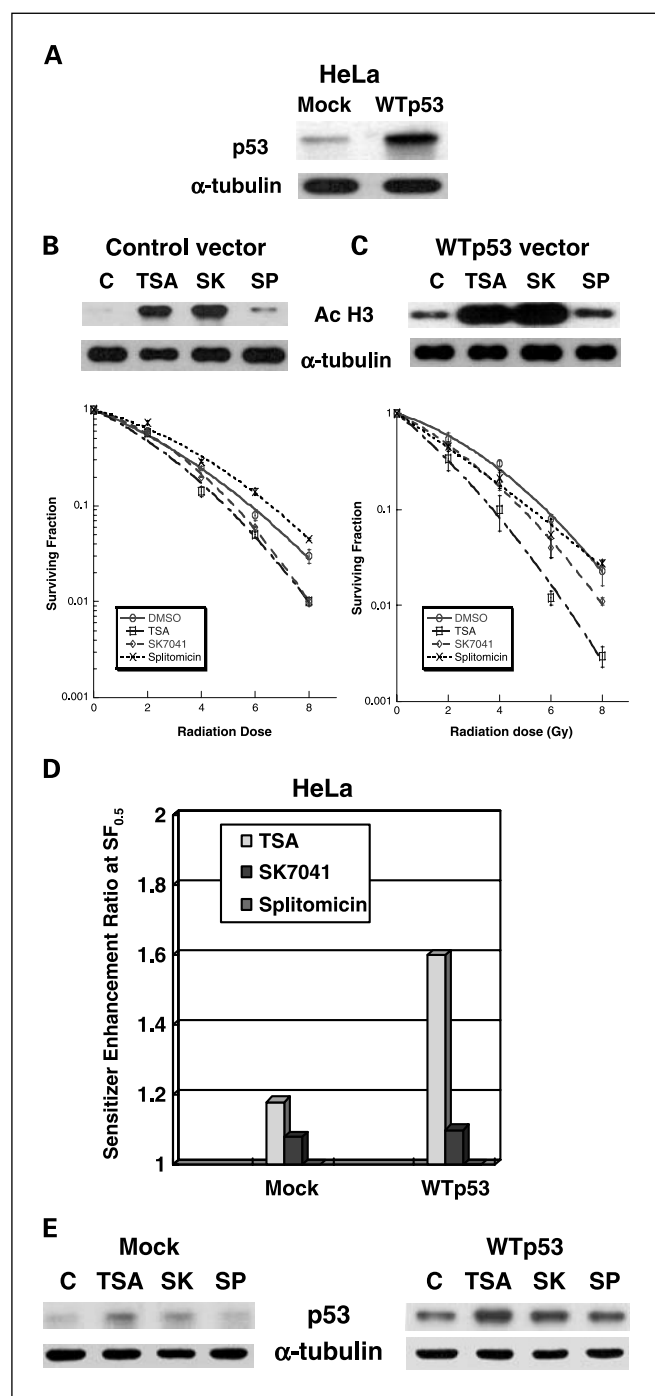 A
HeLa
Mock WTp53
p53
α-tubulin
B
Control vector
C TSA SK SP
C
WTp53 vector
C TSA SK SP
Ac H3
α-tubulin
Surviving Fraction
1
0.1
0.01
0.001
DMSO
TSA
SK7041
Splitomicin
0 2 4 6 8
Radiation Dose
Surviving Fraction
1
0.1
0.01
0.001
DMSO
TSA
SK7041
Splitomicin
0 2 4 6 8
Radiation dose (Gy)
D
HeLa
Sensitizer Enhancement Ratio at SF0.5
2
1.8
1.6
1.4
1.2
1
TSA
SK7041
Splitomicin
Mock WTp53
E
Mock
C TSA SK SP
WTp53
C TSA SK SP
p53
α-tubulin